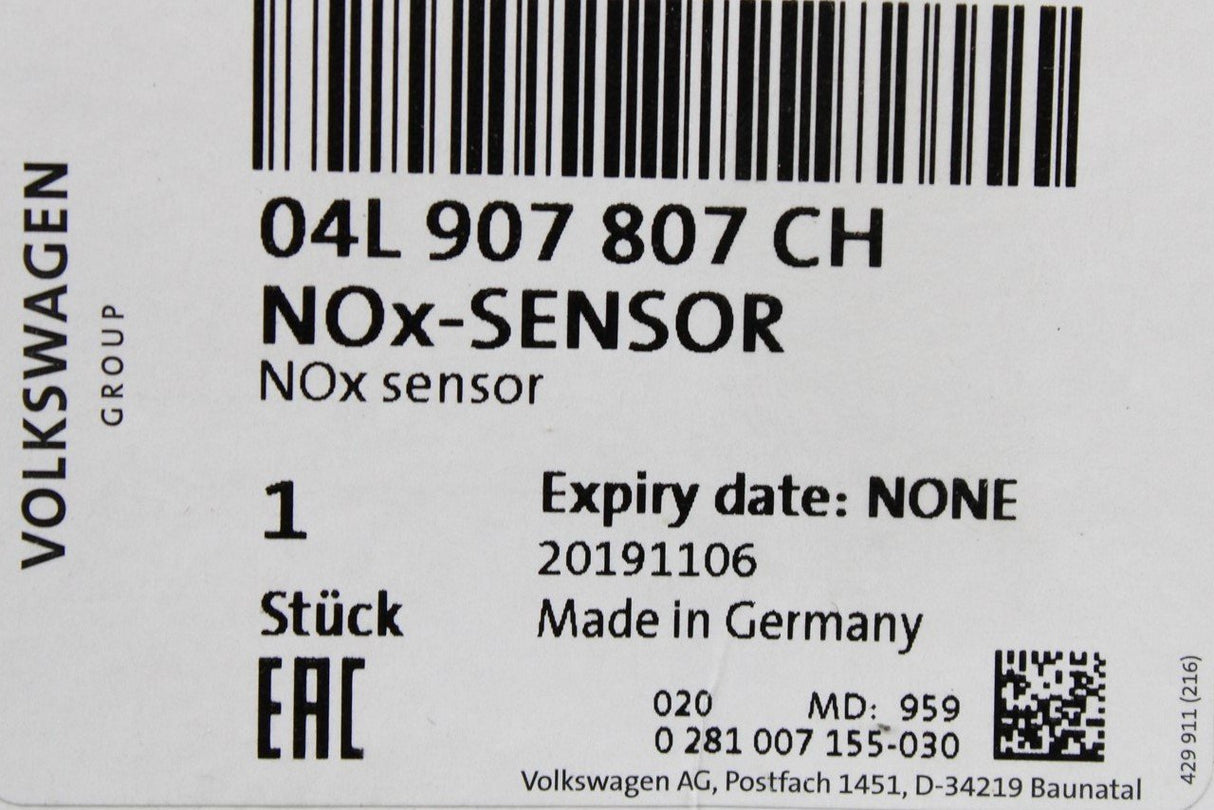 VOLKSWAGEN
GROUP
04L 907 807 CH
NOx-SENSOR
NOx sensor
1
Expiry date: NONE
20191106
Stück
Made in Germany
EAC
020 MD: 959
0 281 007 155-030
Volkswagen AG, Postfach 1451, D-34219 Baunatal
429 911 (216)